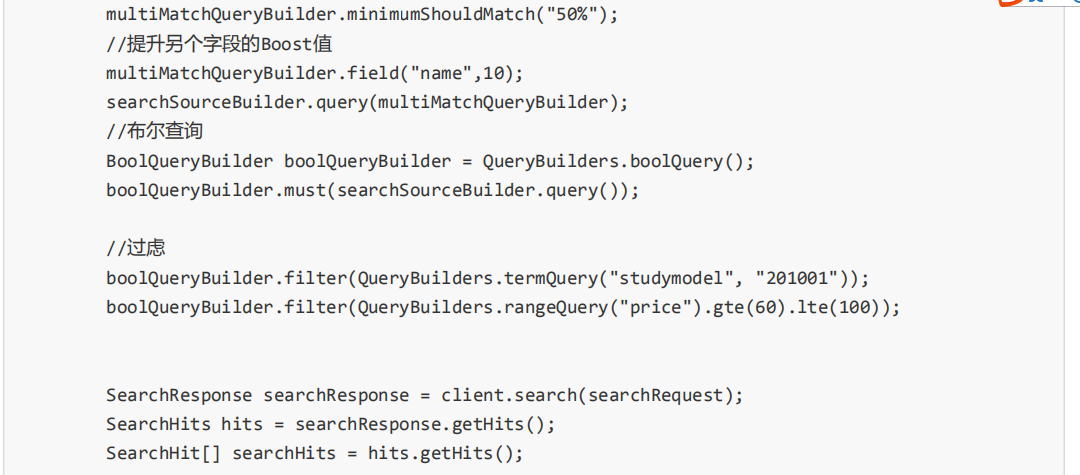 multiMatchQueryBuilder.minimumShouldMatch("50%");
//提升另个字段的Boost值
multiMatchQueryBuilder.field("name",10);
searchSourceBuilder.query(multiMatchQueryBuilder);
//布尔查询
BoolQueryBuilder boolQueryBuilder = QueryBuilders.boolQuery();
boolQueryBuilder.must(searchSourceBuilder.query());
//过虑
boolQueryBuilder.filter(QueryBuilders.termQuery("studymodel", "201001"));
boolQueryBuilder.filter(QueryBuilders.rangeQuery("price").gte(60).lte(100));
SearchResponse searchResponse = client.search(searchRequest);
SearchHits hits = searchResponse.getHits();
SearchHit[] searchHits = hits.getHits();